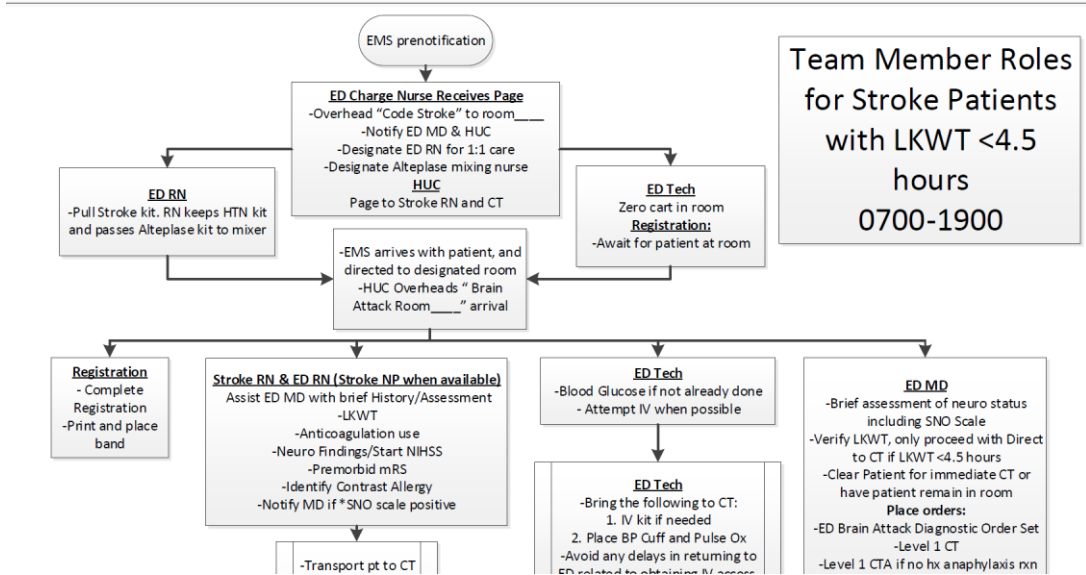 EMS prenotification
Team Member Roles
for Stroke Patients
with LKWT <4.5
hours
0700-1900
ED Charge Nurse Receives Page
-Overhead “Code Stroke” to room____
-Notify ED MD & HUC
-Designate ED RN for 1:1 care
-Designate Alteplase mixing nurse
HUC
Page to Stroke RN and CT
ED RN
-Pull Stroke kit. RN keeps HTN kit
and passes Alteplase kit to mixer
ED Tech
Zero cart in room
Registration:
-Await for patient at room
-EMS arrives with patient, and
directed to designated room
-HUC Overheads “ Brain
Attack Room____” arrival
Registration
- Complete
Registration
-Print and place
band
Stroke RN & ED RN (Stroke NP when available)
Assist ED MD with brief History/Assessment
-LKWT
-Anticoagulation use
-Neuro Findings/Start NIHSS
-Premorbid mRS
-Identify Contrast Allergy
-Notify MD if *SNO scale positive
-Transport pt to CT
ED Tech
-Blood Glucose if not already done
- Attempt IV when possible
ED Tech
-Bring the following to CT:
1. IV kit if needed
2. Place BP Cuff and Pulse Ox
-Avoid any delays in returning to
ED related to obtaining IV access
ED MD
-Brief assessment of neuro status
including SNO Scale
-Verify LKWT, only proceed with Direct
to CT if LKWT <4.5 hours
-Clear Patient for immediate CT or
have patient remain in room
Place orders:
-ED Brain Attack Diagnostic Order Set
-Level 1 CT
-Level 1 CTA if no hx anaphylaxis rxn